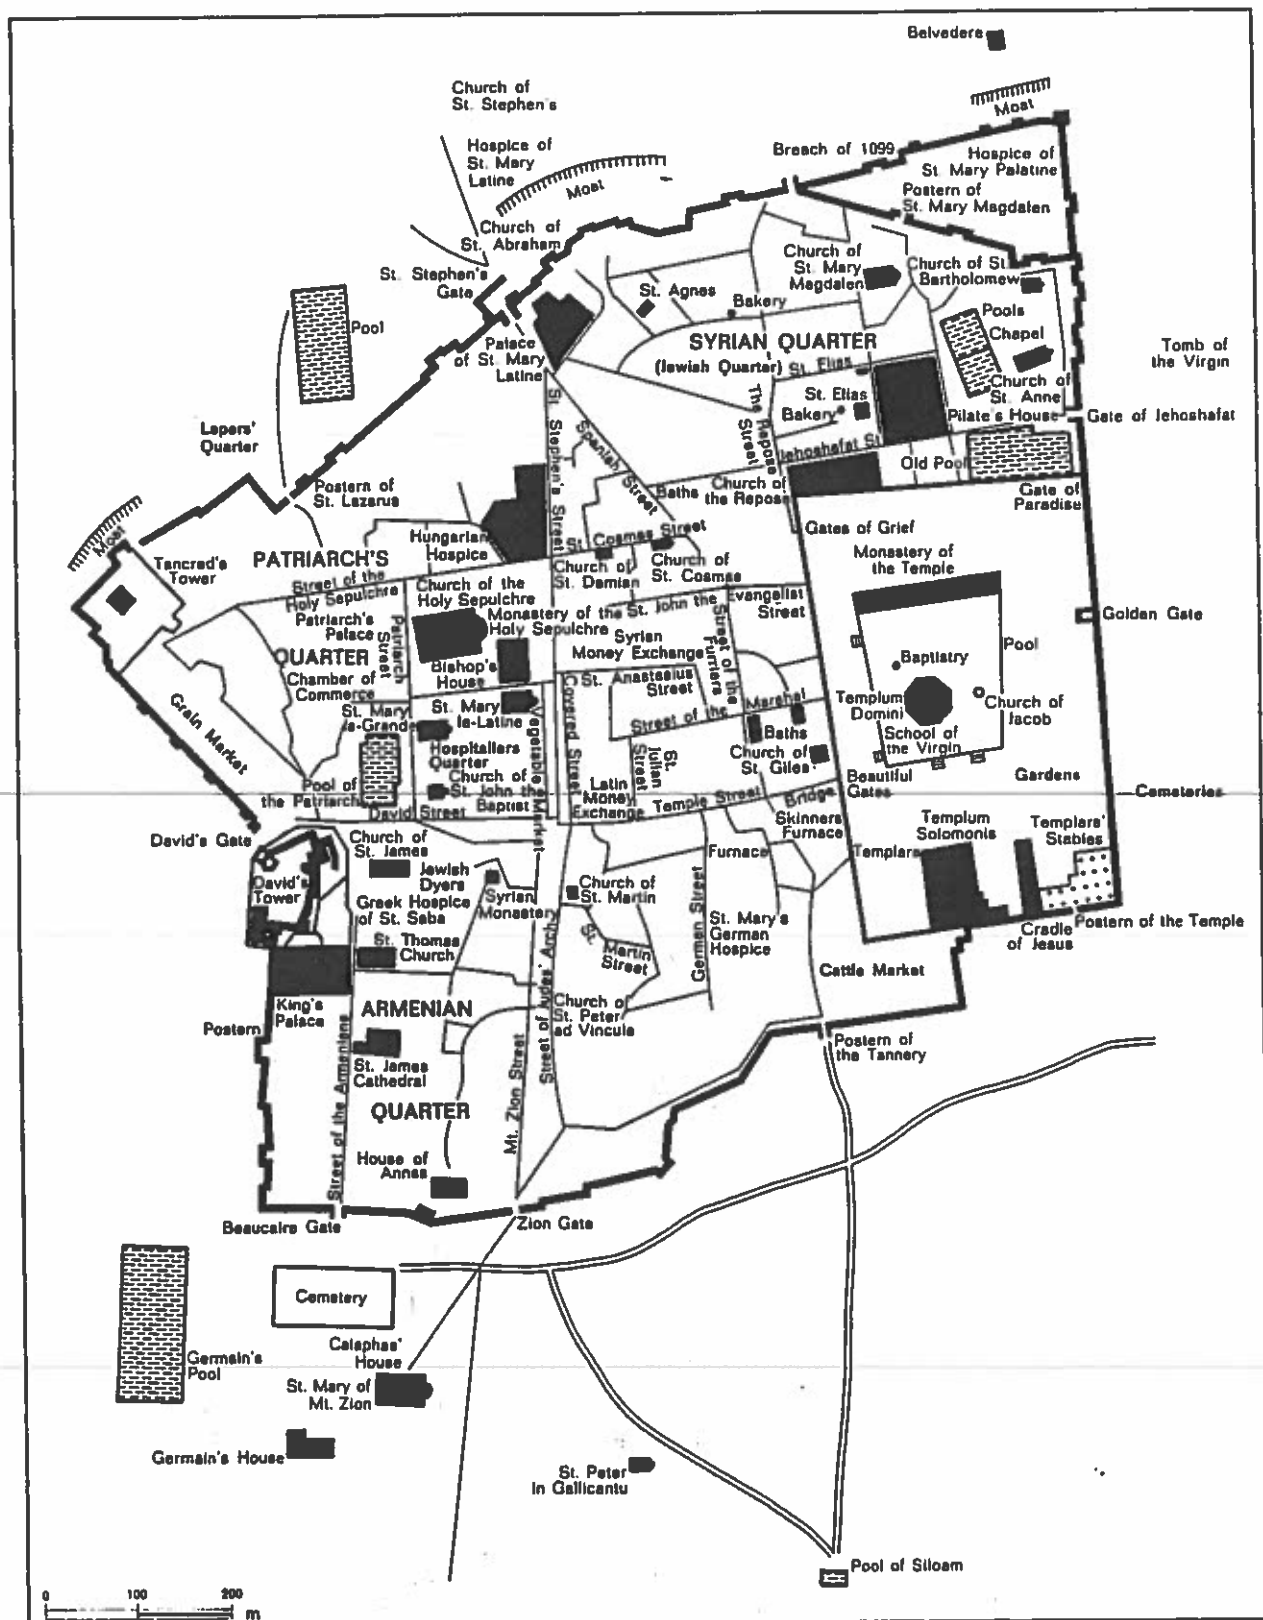 Belvedere
Moat
Church of
St. Stephen's
Hospice of
St. Mary
Latine
Moat
Breach of 1099
Hospice of
St. Mary Palatine
Postern of
St. Mary Magdalen
Church of
St. Abraham
St. Stephen's
Gate
Church of
St. Mary
Magdalen
Church of St.
Bartholomew
St. Agnes
Bakery
Pool
Pools
Chapel
Palace
of St. Mary
Latine
SYRIAN QUARTER
(Jewish Quarter)
St. Elias
Tomb of
the Virgin
Church of
St. Anne
St. Elias
Bakery
Pilate's House
Gate of Jehoshafat
Lepers'
Quarter
St. Stephen's Street
Spanish
Street
The Repose
Street
Jehoshafat St.
Old Pool
Postern of
St. Lazarus
Baths
Church of
the Repose
Gate of
Paradise
Moat
Tancred's
Tower
PATRIARCH'S
Hungarian
Hospice
St. Cosmas Street
Gates of Grief
Monastery of
the Temple
Church of
St. Damian
Church of
St. Cosmas
Street of the
Holy Sepulchre
Church of the
Holy Sepulchre
Monastery of the
Holy Sepulchre
St. John the
Evangelist
Street
Golden Gate
Patriarch's
Palace
Patriarch
Street
QUARTER
Syrian
Money Exchange
Street of the
Furriers
Pool
Baptistry
Bishop's
House
Chamber of
Commerce
St. Anastasius
Street
Grain Market
St. Mary
la-Grande
St. Mary
la-Latine
Vegetable Market
Covered Street
Street of the
Marshal
Templum
Domini
Church of
Jacob
School of
the Virgin
Hospitallers
Quarter
St.
Julian
Street
Baths
Church of
St. Giles
Pool of
the Patriarch
Church of
St. John the
Baptist
Latin
Money
Exchange
Temple Street
Bridge
Beautiful
Gates
Gardens
Cemeteries
David Street
Skinners
Furnace
Templum
Solomonis
Templars'
Stables
David's Gate
Church of
St. James
Furnace
Templars
David's
Tower
Jewish
Dyers
Syrian
Monastery
Church of
St. Martin
Greek Hospice
of St. Saba
German Street
St. Mary's
German
Hospice
Cradle
of Jesus
Postern of the Temple
St. Thomas
Church
St.
Martin
Street
Cattle Market
King's
Palace
ARMENIAN
Church of
St. Peter
ad Vincula
Postern
Street of the Armenians
Mt. Zion Street
Street of Judes' Arch
Postern of
the Tannery
St. James
Cathedral
QUARTER
House of
Annas
Beaucaire Gate
Zion Gate
Cemetery
Caiaphas'
House
Germain's
Pool
St. Mary of
Mt. Zion
Germain's House
St. Peter
in Gallicantu
Pool of Siloam
0 100 200
m